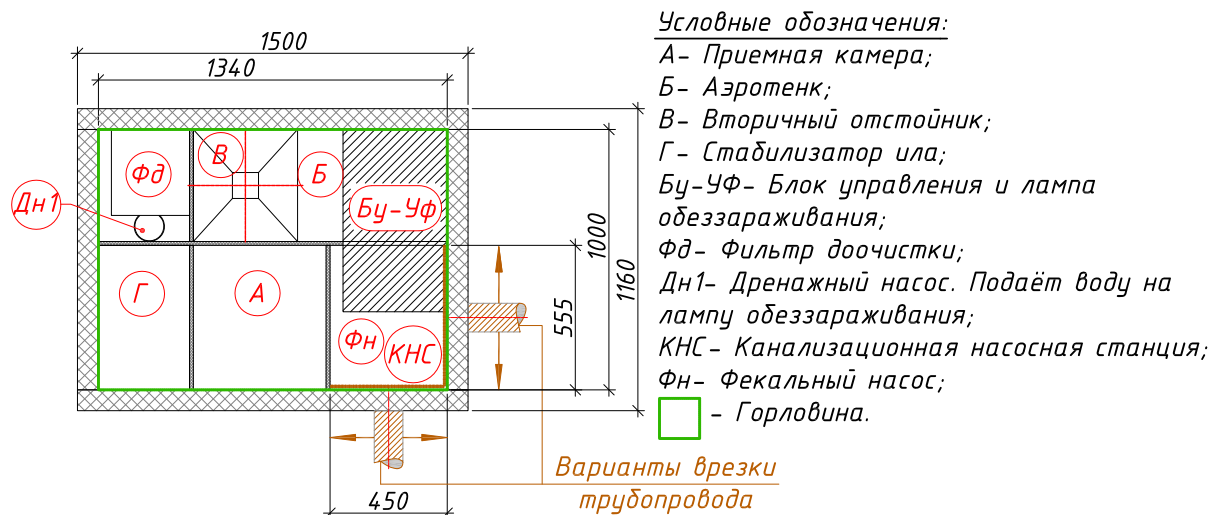 1500
1340
В
Б
Фд
Бу-Уф
Дн1
Г
А
Фн
КНС
1000
1160
555
450
Варианты врезки
трубопровода
Условные обозначения:
А- Приемная камера;
Б- Аэротенк;
В- Вторичный отстойник;
Г- Стабилизатор ила;
Бу-УФ- Блок управления и лампа
обеззараживания;
Фд- Фильтр доочистки;
Дн1- Дренажный насос. Подаёт воду на
лампу обеззараживания;
КНС- Канализационная насосная станция;
Фн- Фекальный насос;
- Горловина.